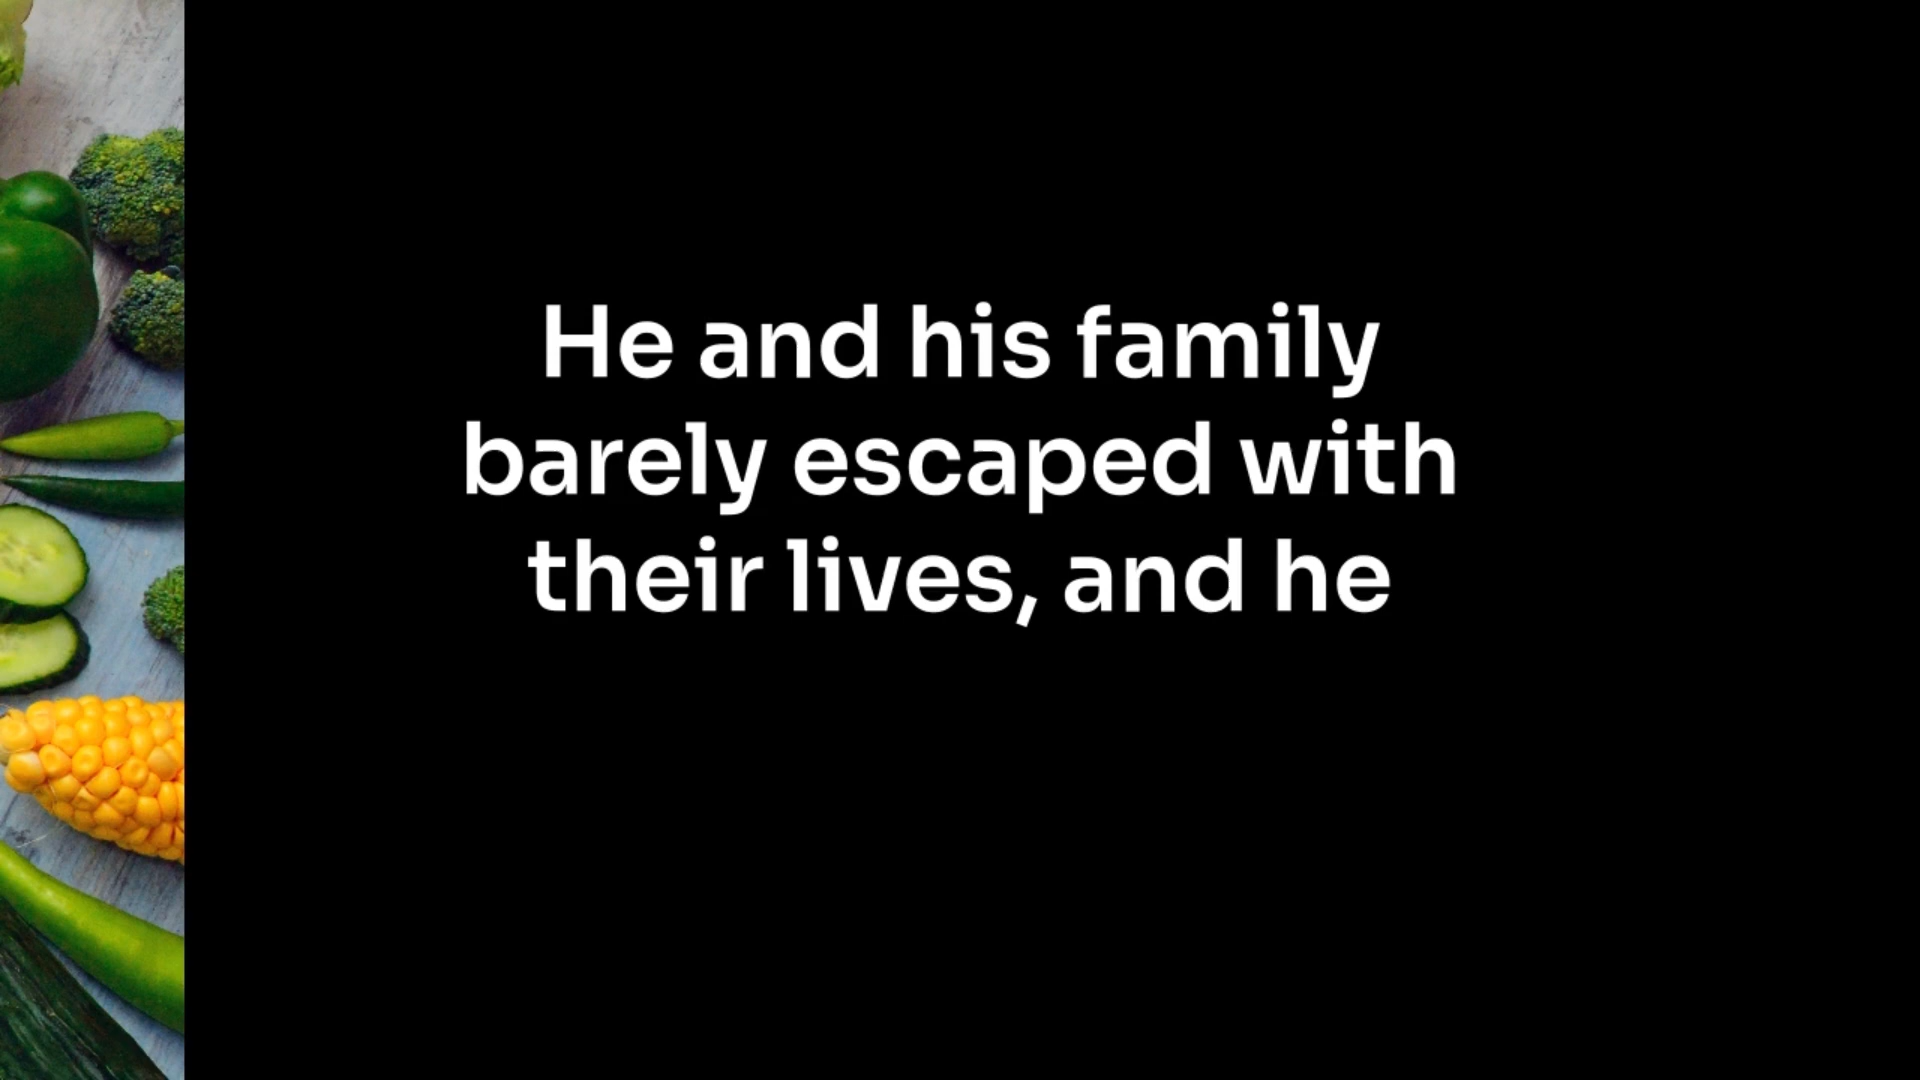 He and his family
barely escaped with
their lives, and he